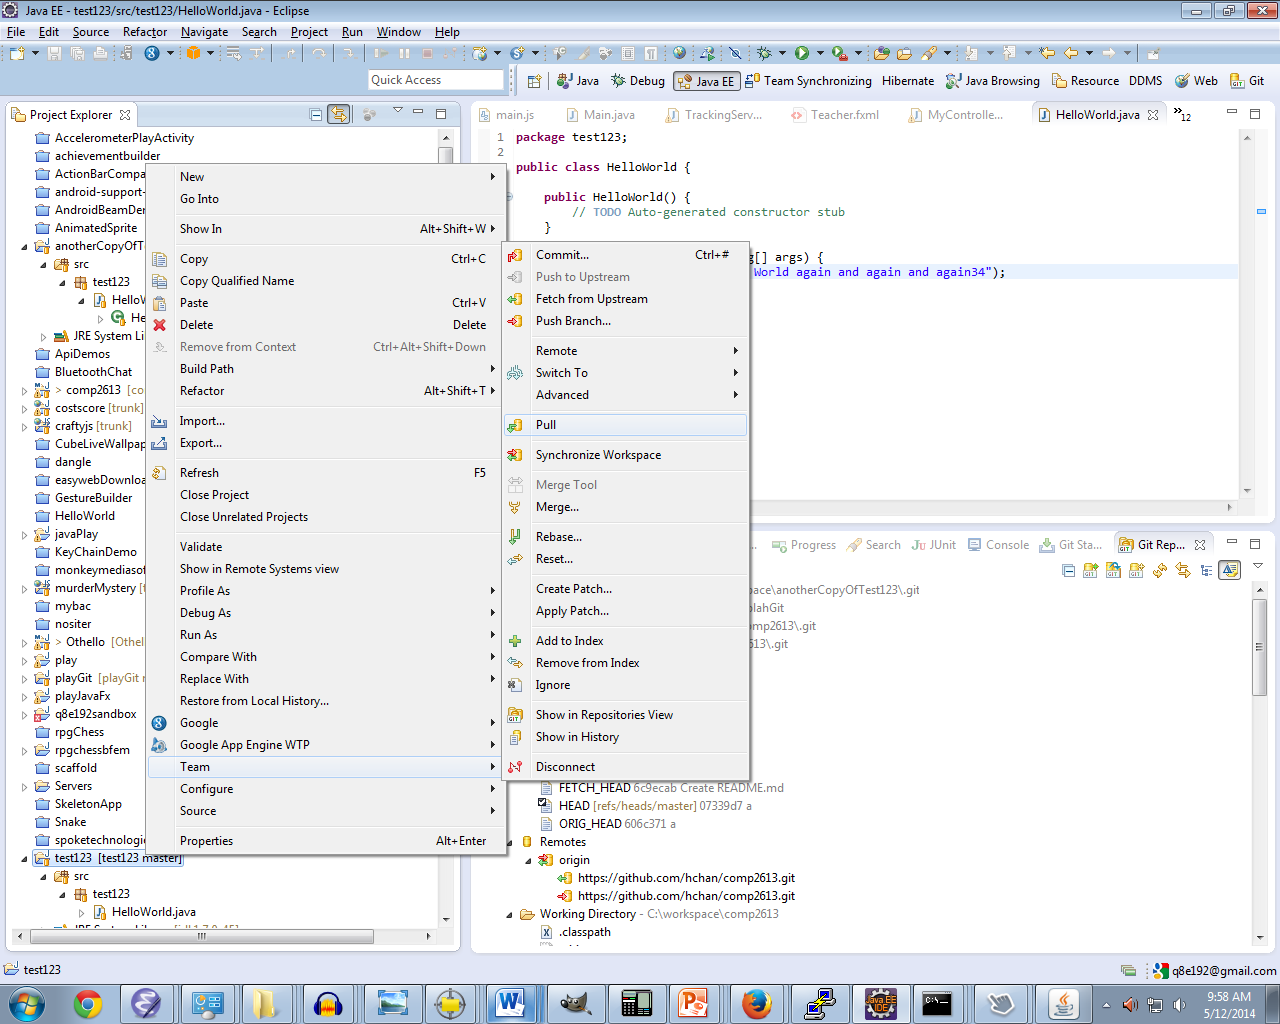 Java EE - test123/src/test123/HelloWorld.java - Eclipse
File Edit Source Refactor Navigate Search Project Run Window Help
Quick Access
Java Debug Java EE Team Synchronizing Hibernate Java Browsing Resource DDMS Web Git
Project Explorer
AccelerometerPlayActivity
achievementbuilder
ActionBarCompa
android-support-
AndroidBeamDer
AnimatedSprite
anotherCopyOfT
src
test123
HelloW
He
JRE System Li
ApiDemos
BluetoothChat
> comp2613 [co
costscore [trunk]
craftyjs [trunk]
CubeLiveWallpap
dangle
easywebDownloa
GestureBuilder
HelloWorld
javaPlay
KeyChainDemo
monkeymediasof
murderMystery [t
mybac
nositer
> Othello [Othell
play
playGit [playGit r
playJavaFx
q8e192sandbox
rpgChess
rpgchessbfem
scaffold
Servers
SkeletonApp
Snake
spoketechnologie
test123 [test123 master]
src
test123
HelloWorld.java
New
Go Into
Show In Alt+Shift+W
Copy Ctrl+C
Copy Qualified Name
Paste Ctrl+V
Delete Delete
Remove from Context Ctrl+Alt+Shift+Down
Build Path
Refactor Alt+Shift+T
Import...
Export...
Refresh F5
Close Project
Close Unrelated Projects
Validate
Show in Remote Systems view
Profile As
Debug As
Run As
Compare With
Replace With
Restore from Local History...
Google
Google App Engine WTP
Team
Configure
Source
Properties Alt+Enter
Commit... Ctrl+#
Push to Upstream
Fetch from Upstream
Push Branch...
Remote
Switch To
Advanced
Pull
Synchronize Workspace
Merge Tool
Merge...
Rebase...
Reset...
Create Patch...
Apply Patch...
Add to Index
Remove from Index
Ignore
Show in Repositories View
Show in History
Disconnect
main.js Main.java TrackingServ... Teacher.fxml MyControlle... HelloWorld.java »12
1 package test123;
2
public class HelloWorld {
public HelloWorld() {
// TODO Auto-generated constructor stub
}
g[] args) {
World again and again and again34");
Progress Search JUnit Console Git Sta... Git Rep...
pace\anotherCopyOfTest123\.git
lahGit
mp2613\.git
613\.git
FETCH_HEAD 6c9ecab Create README.md
HEAD [refs/heads/master] 07339d7 a
ORIG_HEAD 606c371 a
Remotes
origin
https://github.com/hchan/comp2613.git
https://github.com/hchan/comp2613.git
Working Directory - C:\workspace\comp2613
.classpath
test123
q8e192@gmail.com
9:58 AM
5/12/2014